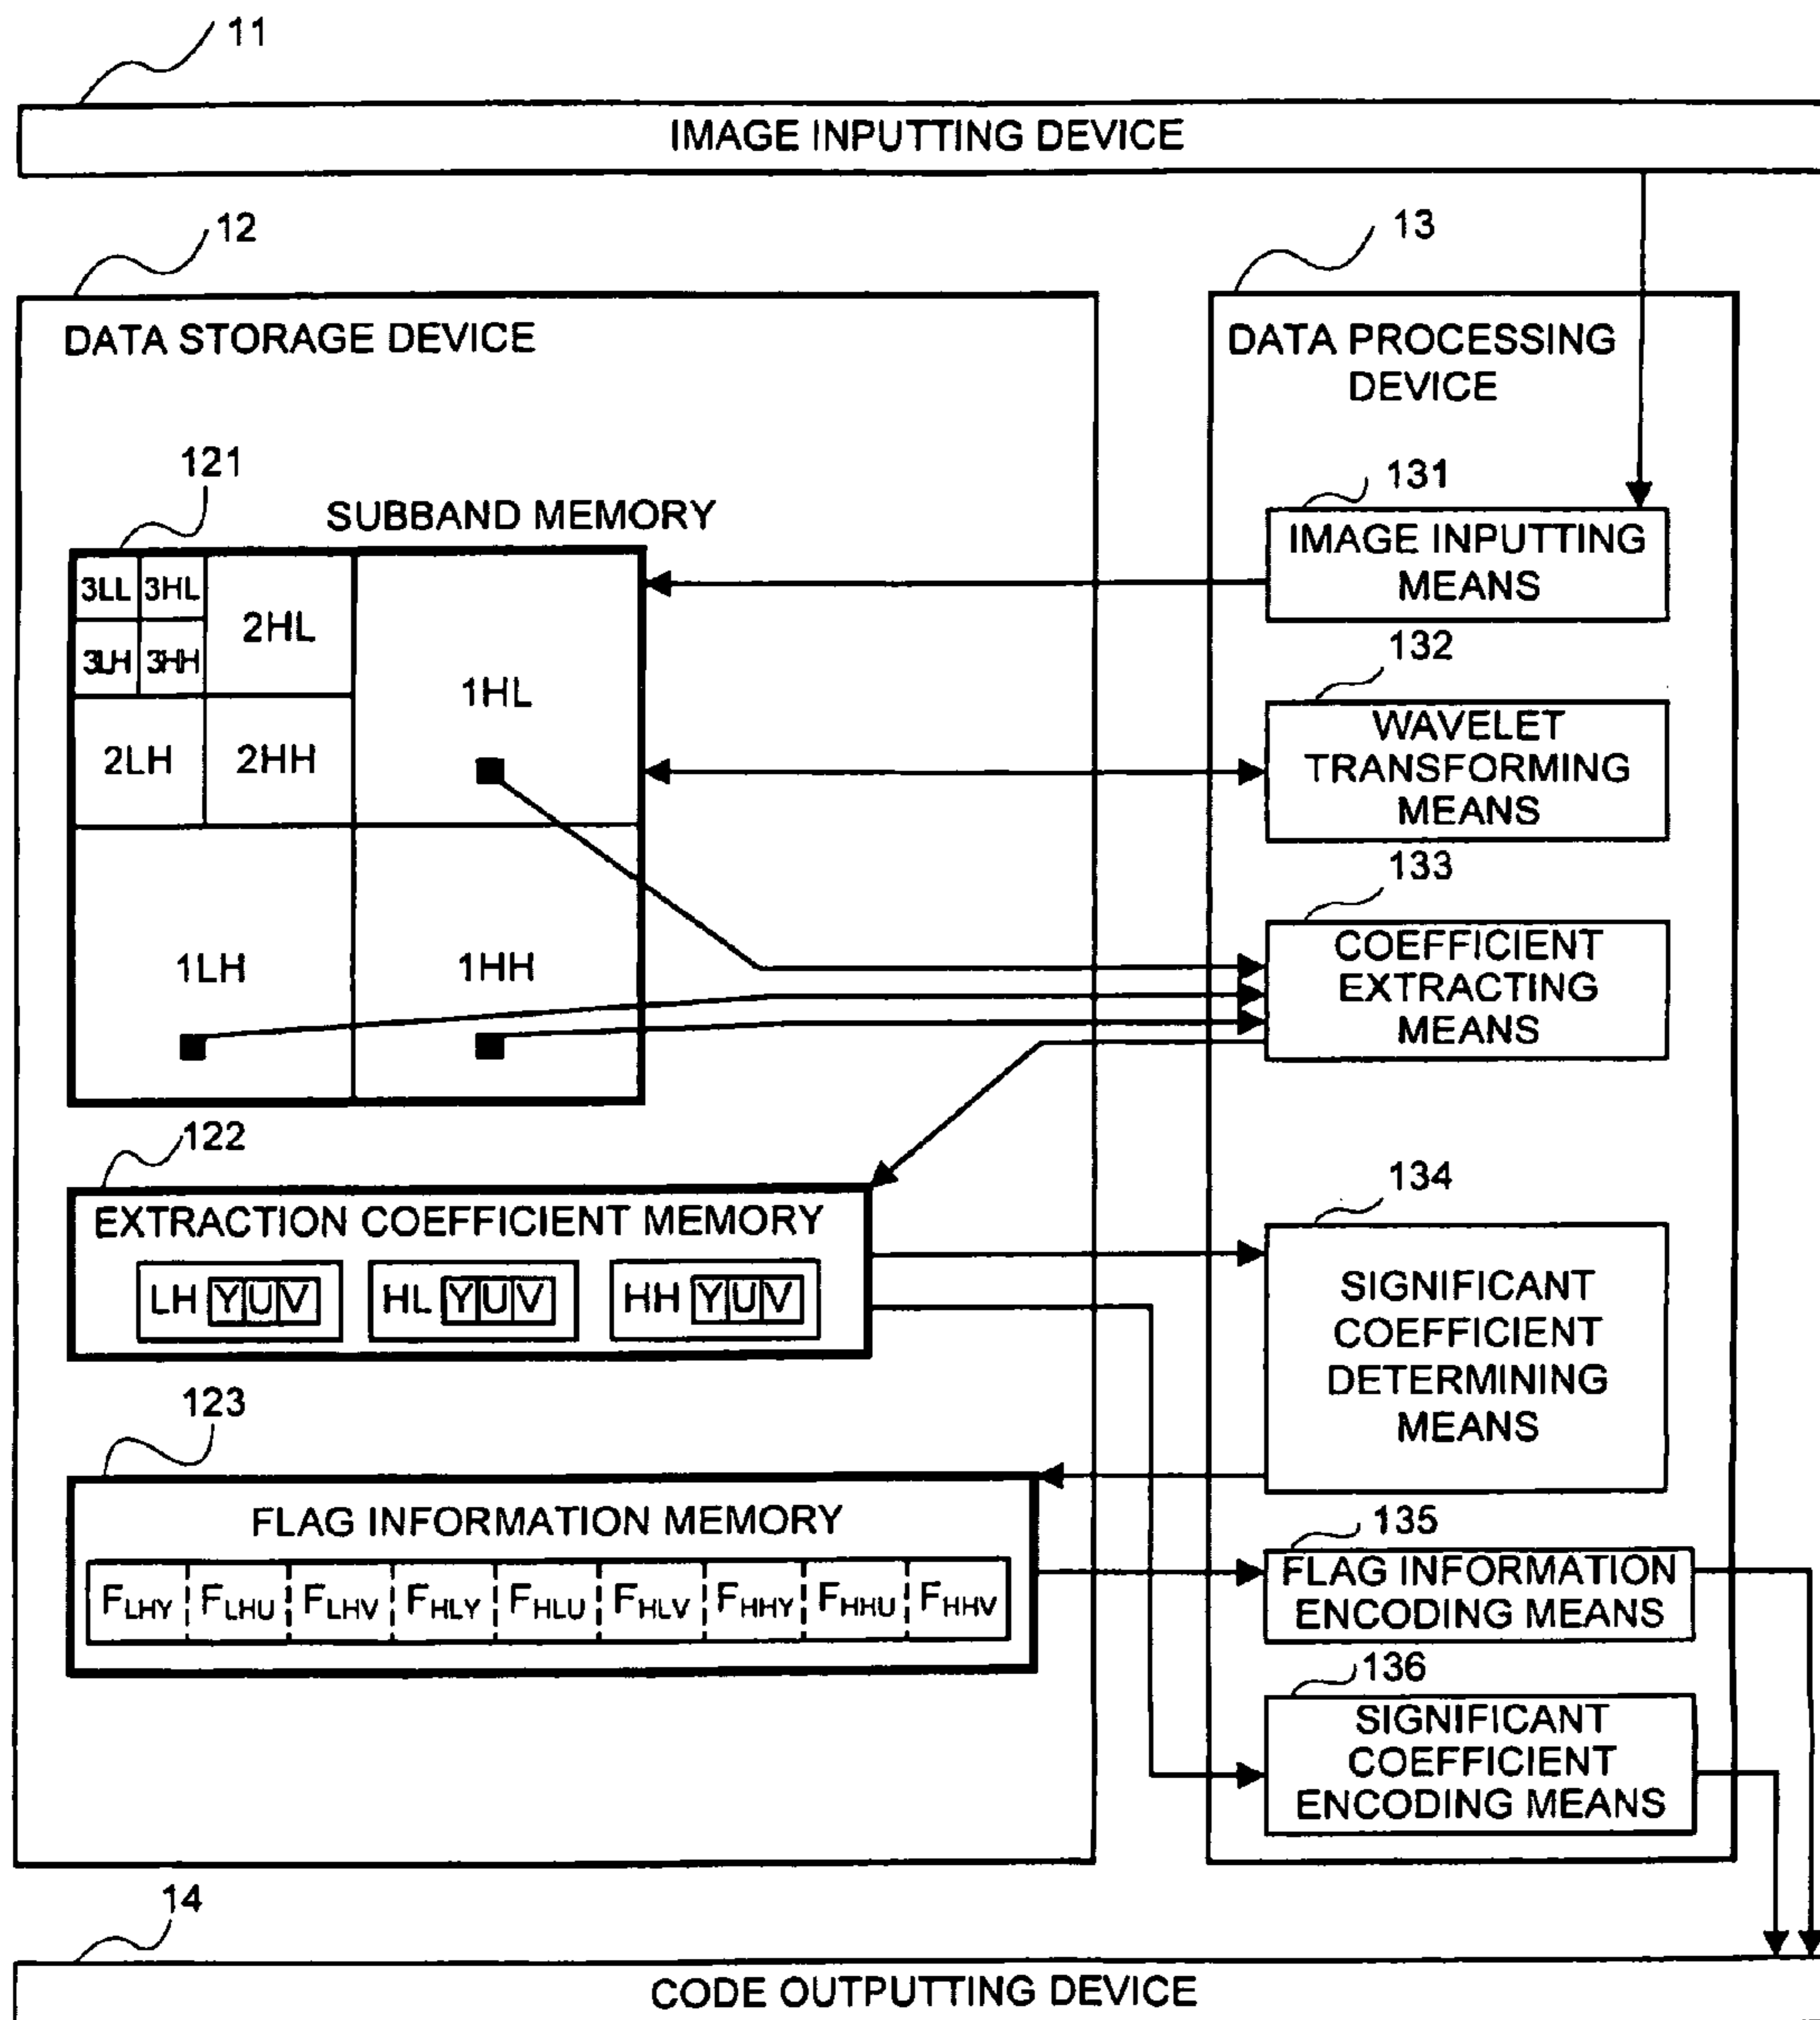 11
IMAGE INPUTTING DEVICE
12
13
DATA STORAGE DEVICE
DATA PROCESSING
DEVICE
121
SUBBAND MEMORY
3LL 3HL
3LH 3HH
2HL
1HL
2LH 2HH
1LH 1HH
131
IMAGE INPUTTING
MEANS
132
WAVELET
TRANSFORMING
MEANS
133
COEFFICIENT
EXTRACTING
MEANS
122
EXTRACTION COEFFICIENT MEMORY
LH Y U V HL Y U V HH Y U V
134
SIGNIFICANT
COEFFICIENT
DETERMINING
MEANS
123
FLAG INFORMATION MEMORY
FLHY FLHU FLHV FHLY FHLU FHLV FHHY FHHU FHHV
135
FLAG INFORMATION
ENCODING MEANS
136
SIGNIFICANT
COEFFICIENT
ENCODING MEANS
14
CODE OUTPUTTING DEVICE